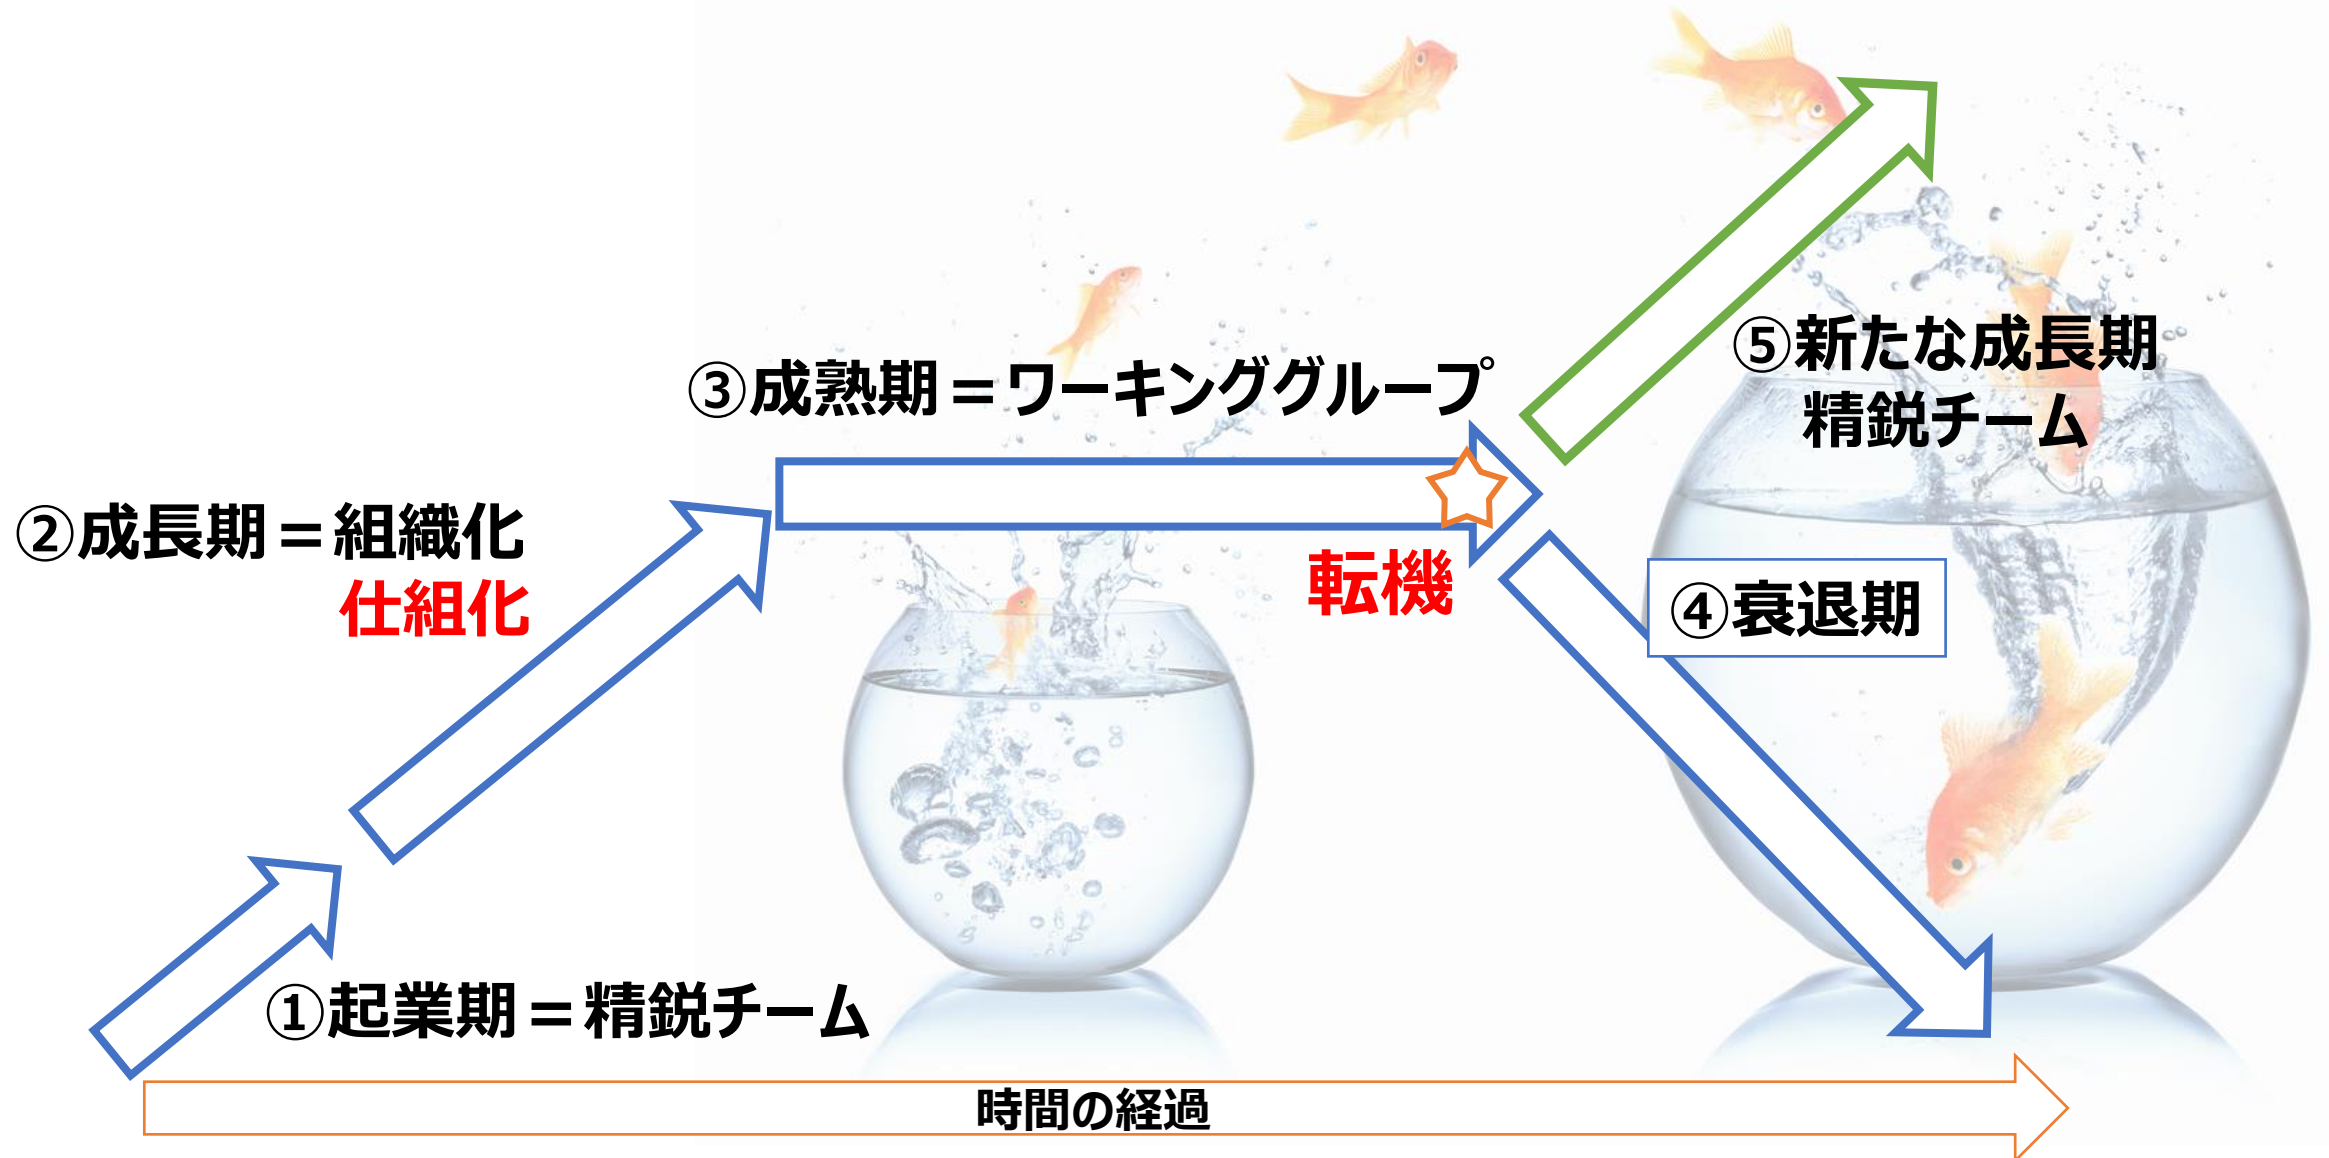 ⑤新たな成長期
精鋭チーム
③成熟期＝ワーキンググループ
②成長期＝組織化
仕組化
転機
④衰退期
①起業期＝精鋭チーム
時間の経過